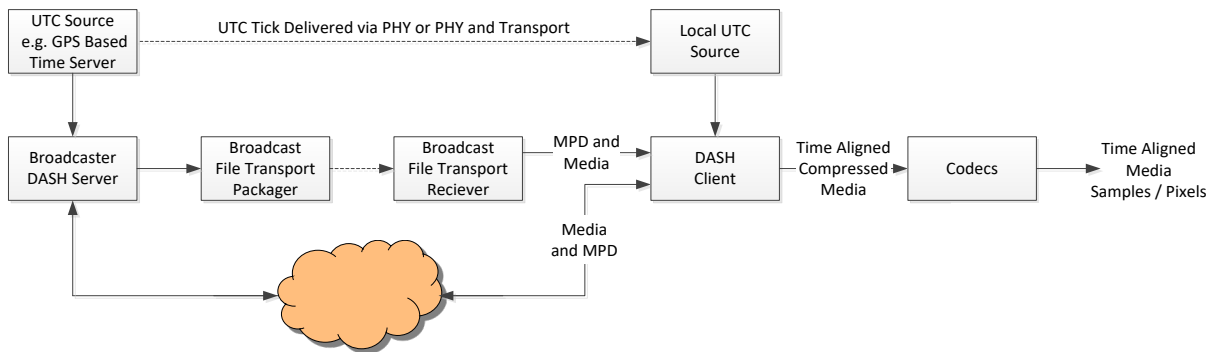 UTC Source
e.g. GPS Based
Time Server
UTC Tick Delivered via PHY or PHY and Transport
Local UTC
Source
Broadcaster
DASH Server
Broadcast
File Transport
Packager
Broadcast
File Transport
Reciever
MPD and
Media
DASH
Client
Time Aligned
Compressed
Media
Codecs
Time Aligned
Media
Samples / Pixels
Media
and MPD